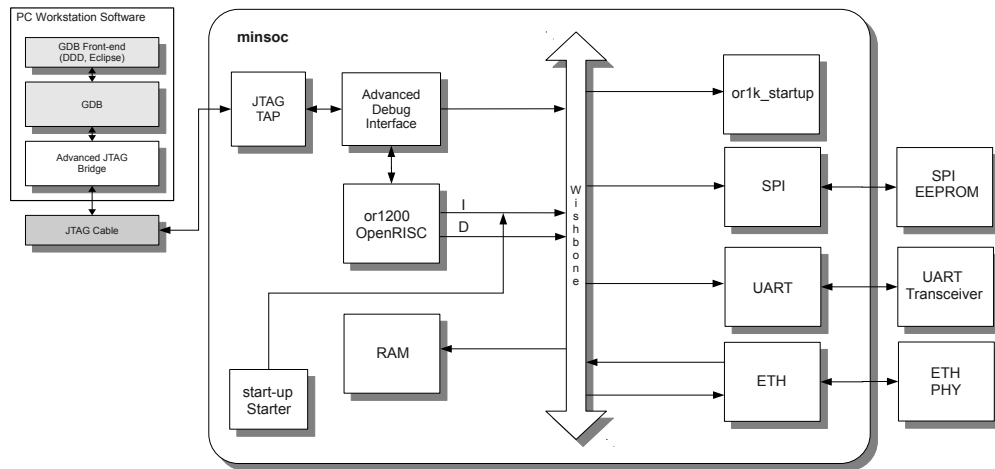 PC Workstation Software
GDB Front-end
(DDD, Eclipse)
GDB
Advanced JTAG
Bridge
JTAG Cable
minsoc
JTAG
TAP
Advanced
Debug
Interface
or1200
OpenRISC
I
D
RAM
start-up
Starter
Wishbone
or1k_startup
SPI
SPI
EEPROM
UART
UART
Transceiver
ETH
ETH
PHY